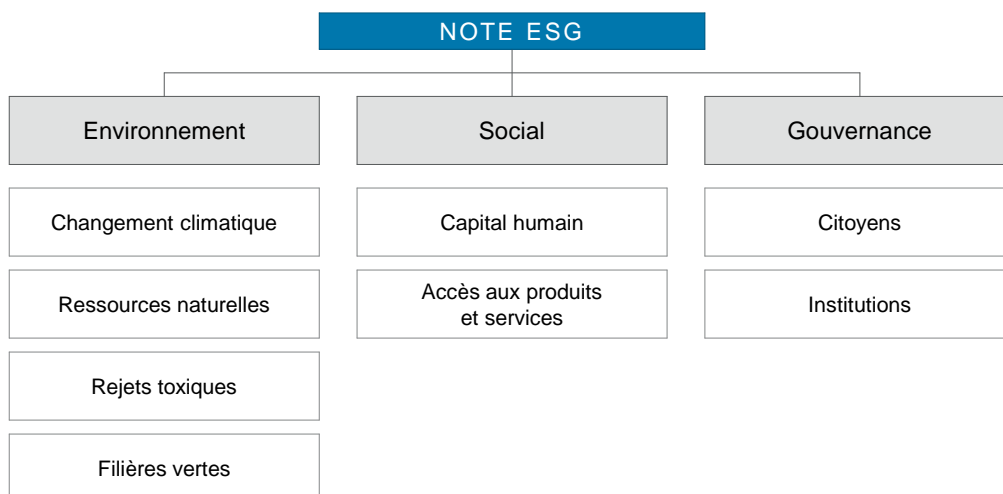 NOTE ESG
Environnement
Social
Gouvernance
Changement climatique
Capital humain
Citoyens
Ressources naturelles
Accès aux produits
et services
Institutions
Rejets toxiques
Filières vertes